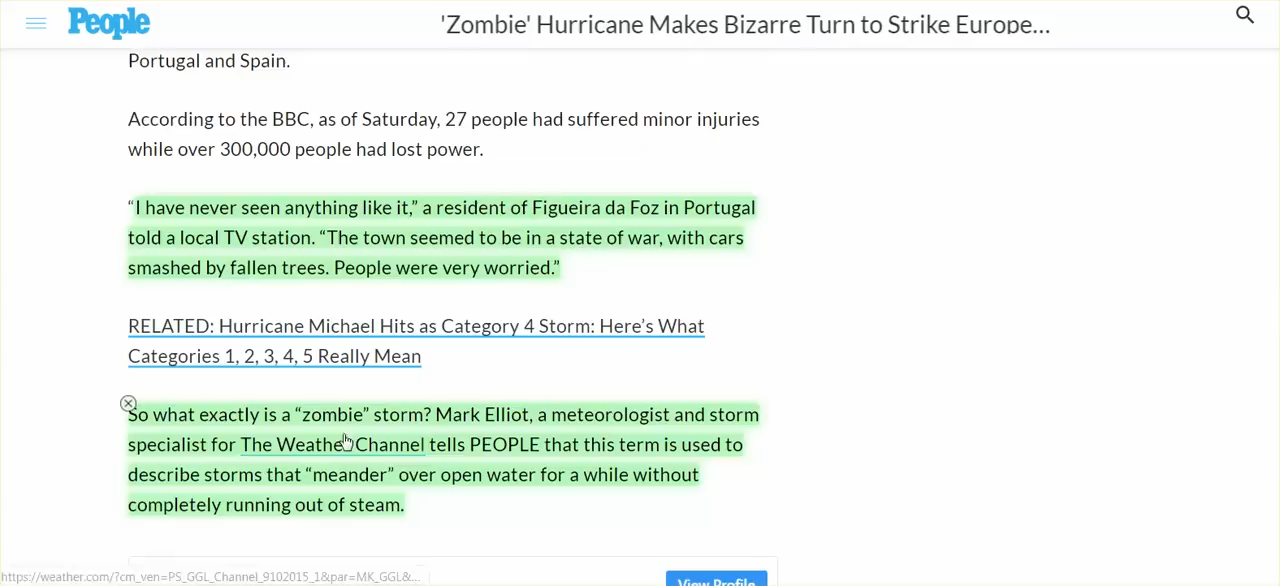 People
'Zombie' Hurricane Makes Bizarre Turn to Strike Europe…
Portugal and Spain.
According to the BBC, as of Saturday, 27 people had suffered minor injuries
while over 300,000 people had lost power.
“I have never seen anything like it,” a resident of Figueira da Foz in Portugal
told a local TV station. “The town seemed to be in a state of war, with cars
smashed by fallen trees. People were very worried.”
RELATED: Hurricane Michael Hits as Category 4 Storm: Here’s What
Categories 1, 2, 3, 4, 5 Really Mean
So what exactly is a “zombie” storm? Mark Elliot, a meteorologist and storm
specialist for The Weather Channel tells PEOPLE that this term is used to
describe storms that “meander” over open water for a while without
completely running out of steam.
View Profile
https://weather.com/?cm_ven=PS_GGL_Channel_9102015_1&par=MK_GGL&...